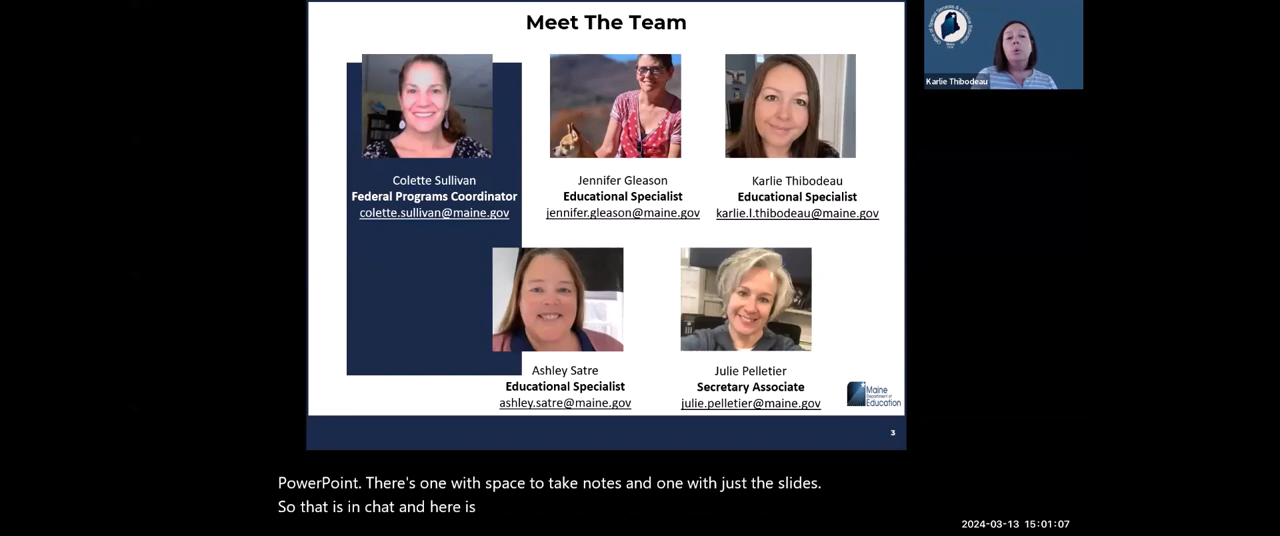 Meet The Team
Karlie Thibodeau
Colette Sullivan
Federal Programs Coordinator
colette.sullivan@maine.gov
Jennifer Gleason
Educational Specialist
jennifer.gleason@maine.gov
Karlie Thibodeau
Educational Specialist
karlie.l.thibodeau@maine.gov
Ashley Satre
Educational Specialist
ashley.satre@maine.gov
Julie Pelletier
Secretary Associate
julie.pelletier@maine.gov
Maine
Department of
Education
3
PowerPoint. There's one with space to take notes and one with just the slides.
So that is in chat and here is
2024-03-13 15:01:07